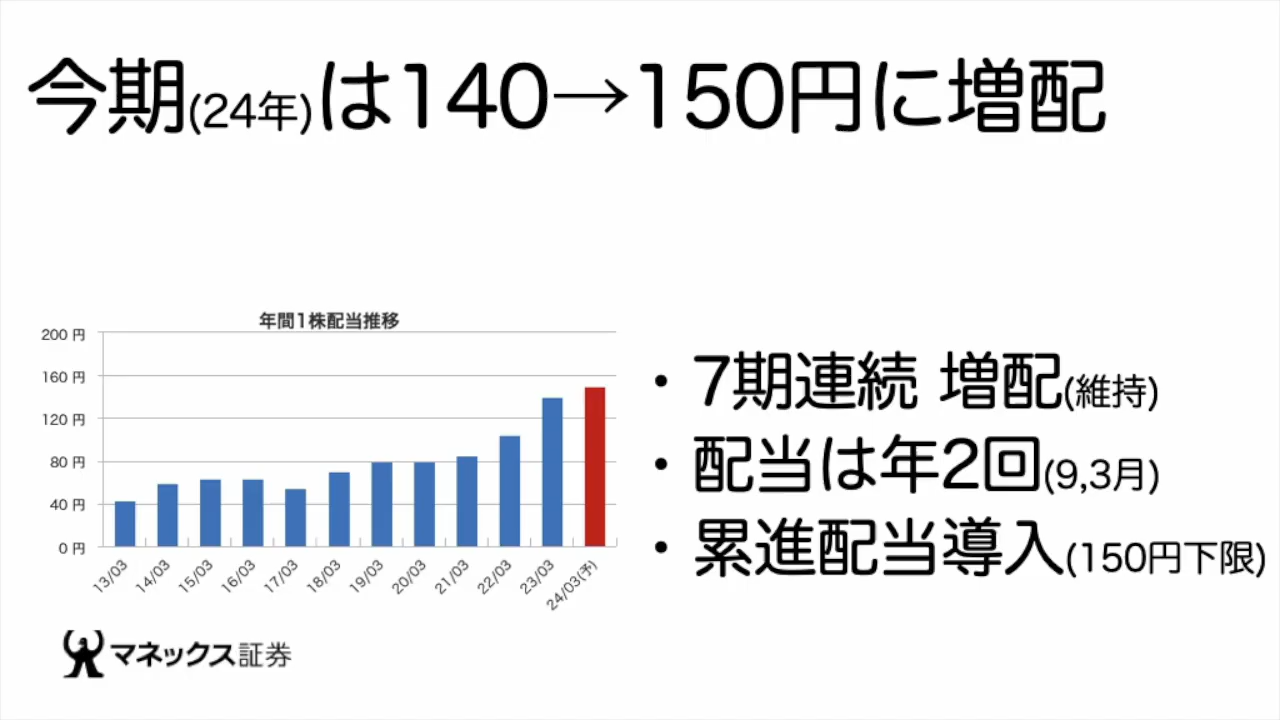 今期(24年)は140→150円に増配
年間1株配当推移
200 円
160 円
120 円
80 円
40 円
0 円
13/03
14/03
15/03
16/03
17/03
18/03
19/03
20/03
21/03
22/03
23/03
24/03(予)
・7期連続 増配(維持)
・配当は年2回(9,3月)
・累進配当導入(150円下限)
マネックス証券